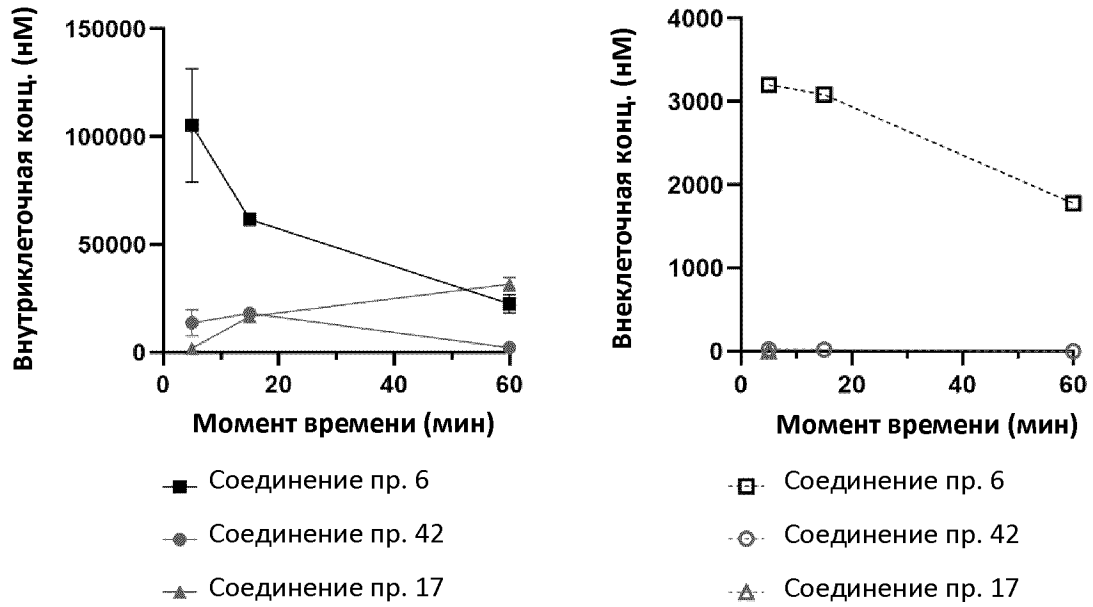 Внутриклеточная конц. (нМ)
150000
100000
50000
0
0 20 40 60
Момент времени (мин)
Соединение пр. 6
Соединение пр. 42
Соединение пр. 17
Внеклеточная конц. (нМ)
4000
3000
2000
1000
0
0 20 40 60
Момент времени (мин)
Соединение пр. 6
Соединение пр. 42
Соединение пр. 17